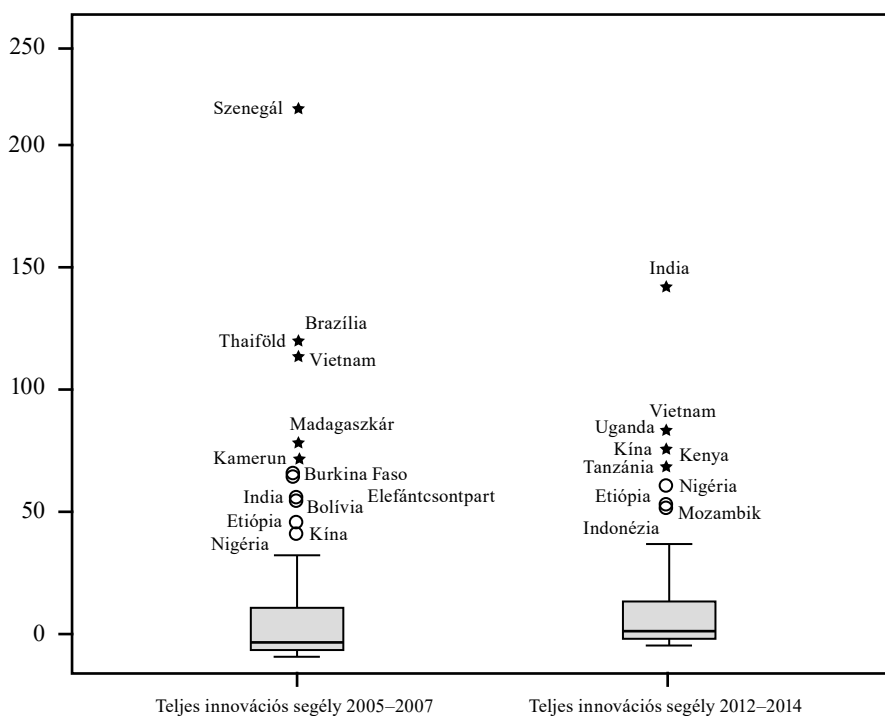 250
Szenegál
200
150
India
Brazília
Thaiföld
Vietnam
100
Vietnam
Madagaszkár
Uganda
Kína
Kenya
Kamerun
Tanzánia
Burkina Faso
Nigéria
India
Elefántcsontpart
Etiópia
50
Bolívia
Mozambik
Etiópia
Indonézia
Kína
Nigéria
0
Teljes innovációs segély 2005–2007
Teljes innovációs segély 2012–2014